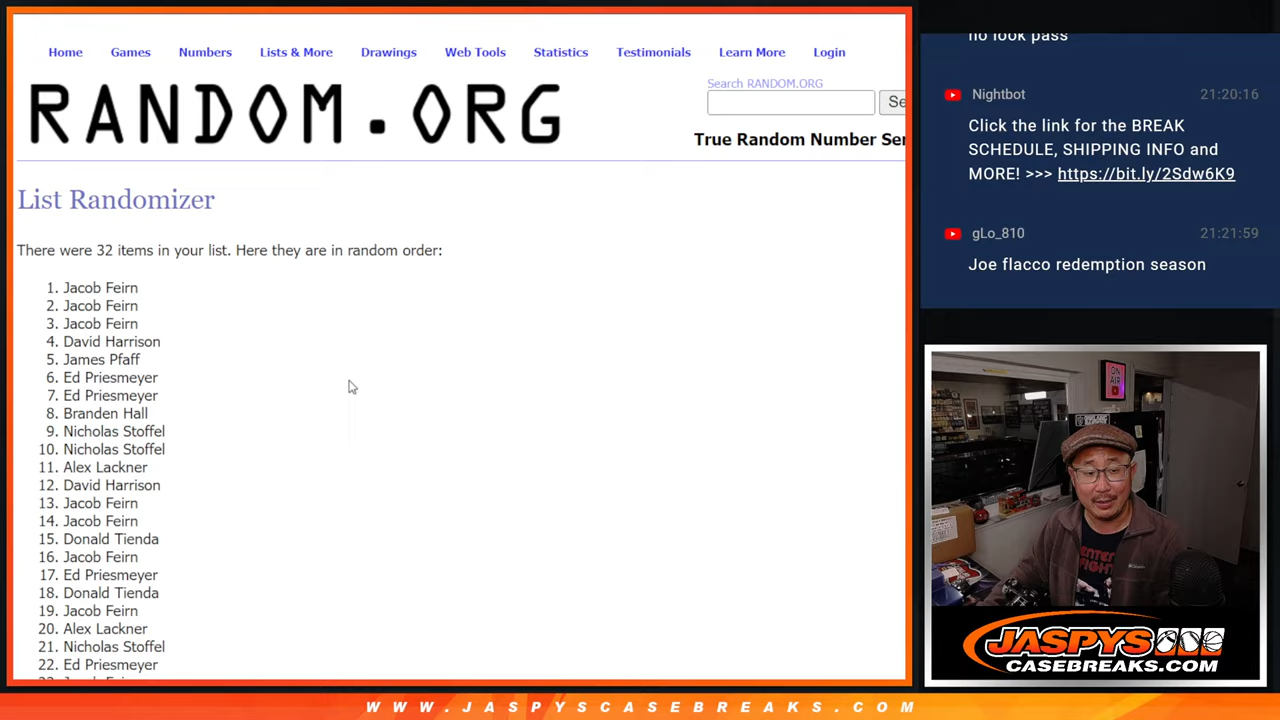 Home Games Numbers Lists & More Drawings Web Tools Statistics Testimonials Learn More Login
RANDOM.ORG
Search RANDOM.ORG
Se
True Random Number Ser
List Randomizer
There were 32 items in your list. Here they are in random order:
1. Jacob Feirn
2. Jacob Feirn
3. Jacob Feirn
4. David Harrison
5. James Pfaff
6. Ed Priesmeyer
7. Ed Priesmeyer
8. Branden Hall
9. Nicholas Stoffel
10. Nicholas Stoffel
11. Alex Lackner
12. David Harrison
13. Jacob Feirn
14. Jacob Feirn
15. Donald Tienda
16. Jacob Feirn
17. Ed Priesmeyer
18. Donald Tienda
19. Jacob Feirn
20. Alex Lackner
21. Nicholas Stoffel
22. Ed Priesmeyer
no look pass
Nightbot 21:20:16
Click the link for the BREAK
SCHEDULE, SHIPPING INFO and
MORE! >>> https://bit.ly/2Sdw6K9
gLo_810 21:21:59
Joe flacco redemption season
ON
AIR
JASPYS
CASEBREAKS.COM
WWW.JASPYSCASEBREAKS.COM